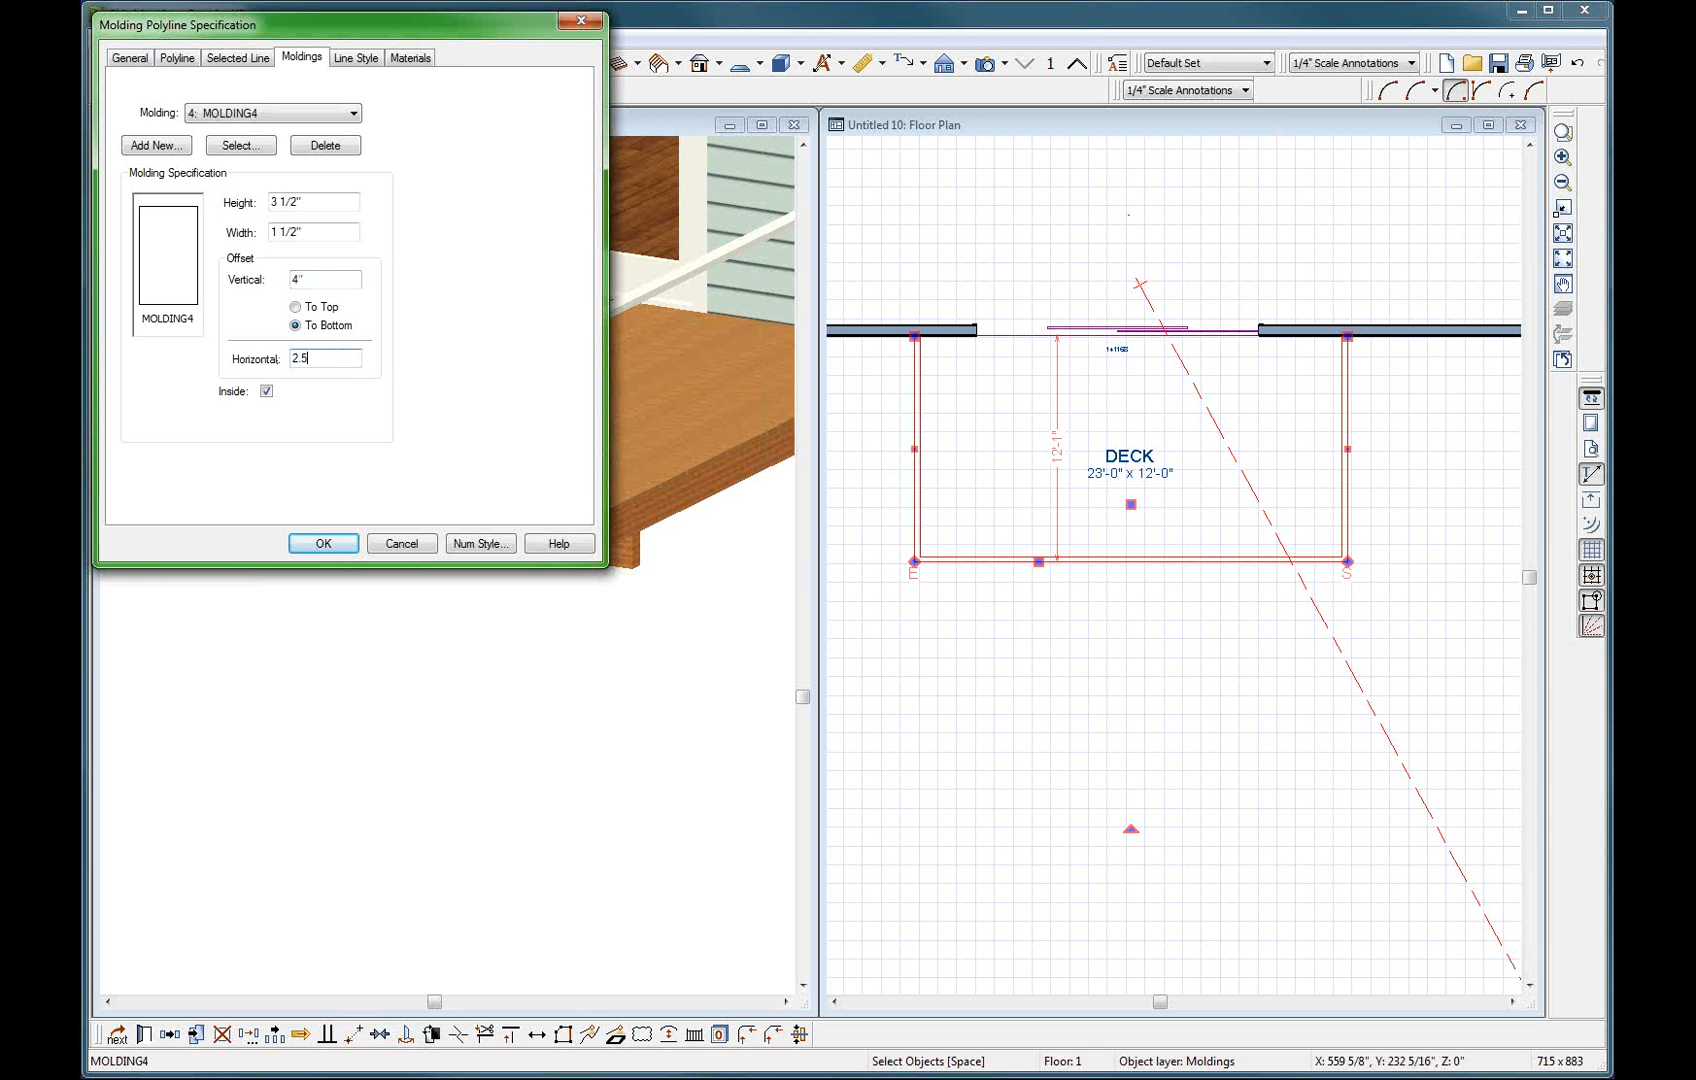 Molding Polyline Specification
General Polyline Selected Line Moldings Line Style Materials
Molding: 4: MOLDING4
Add New... Select... Delete
Molding Specification
Height: 3 1/2"
Width: 1 1/2"
Offset
Vertical: 4"
To Top
To Bottom
Horizontal: 2.5
Inside:
MOLDING4
OK Cancel Num Style... Help
1 Default Set 1/4" Scale Annotations
1/4" Scale Annotations
Untitled 10: Floor Plan
12'-1"
DECK
23'-0" x 12'-0"
E S
next
MOLDING4 Select Objects [Space] Floor: 1 Object layer: Moldings X: 559 5/8", Y: 232 5/16", Z: 0" 715 x 883